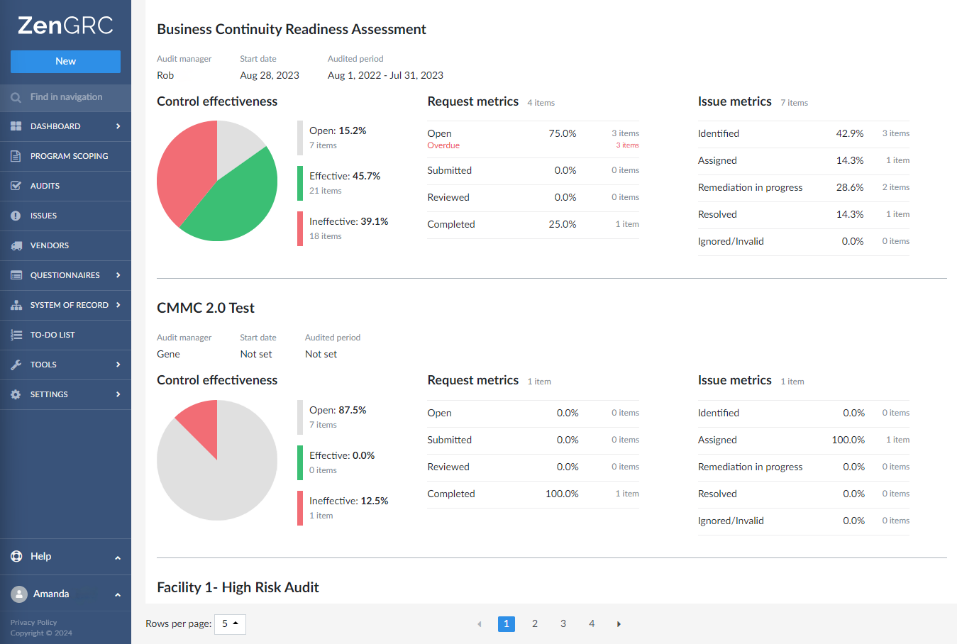 ZenGRC
New
Find in navigation
DASHBOARD
PROGRAM SCOPING
AUDITS
ISSUES
VENDORS
QUESTIONNAIRES
SYSTEM OF RECORD
TO-DO LIST
TOOLS
SETTINGS
Help
Amanda
Privacy Policy
Copyright © 2024
Business Continuity Readiness Assessment
Audit manager Start date Audited period
Rob Aug 28, 2023 Aug 1, 2022 - Jul 31, 2023
Control effectiveness
Open: 15.2%
7 items
Effective: 45.7%
21 items
Ineffective: 39.1%
18 items
Request metrics 4 items
Open 75.0% 3 items
Overdue 3 item
Submitted 0.0% 0 items
Reviewed 0.0% 0 items
Completed 25.0% 1 item
Issue metrics 7 items
Identified 42.9% 3 items
Assigned 14.3% 1 item
Remediation in progress 28.6% 2 items
Resolved 14.3% 1 item
Ignored/Invalid 0.0% 0 items
CMMC 2.0 Test
Audit manager Start date Audited period
Gene Not set Not set
Control effectiveness
Open: 87.5%
7 items
Effective: 0.0%
0 items
Ineffective: 12.5%
1 item
Request metrics 1 item
Open 0.0% 0 items
Submitted 0.0% 0 items
Reviewed 0.0% 0 items
Completed 100.0% 1 item
Issue metrics 1 item
Identified 0.0% 0 items
Assigned 100.0% 1 item
Remediation in progress 0.0% 0 items
Resolved 0.0% 0 items
Ignored/Invalid 0.0% 0 items
Facility 1- High Risk Audit
Rows per page: 5
1 2 3 4